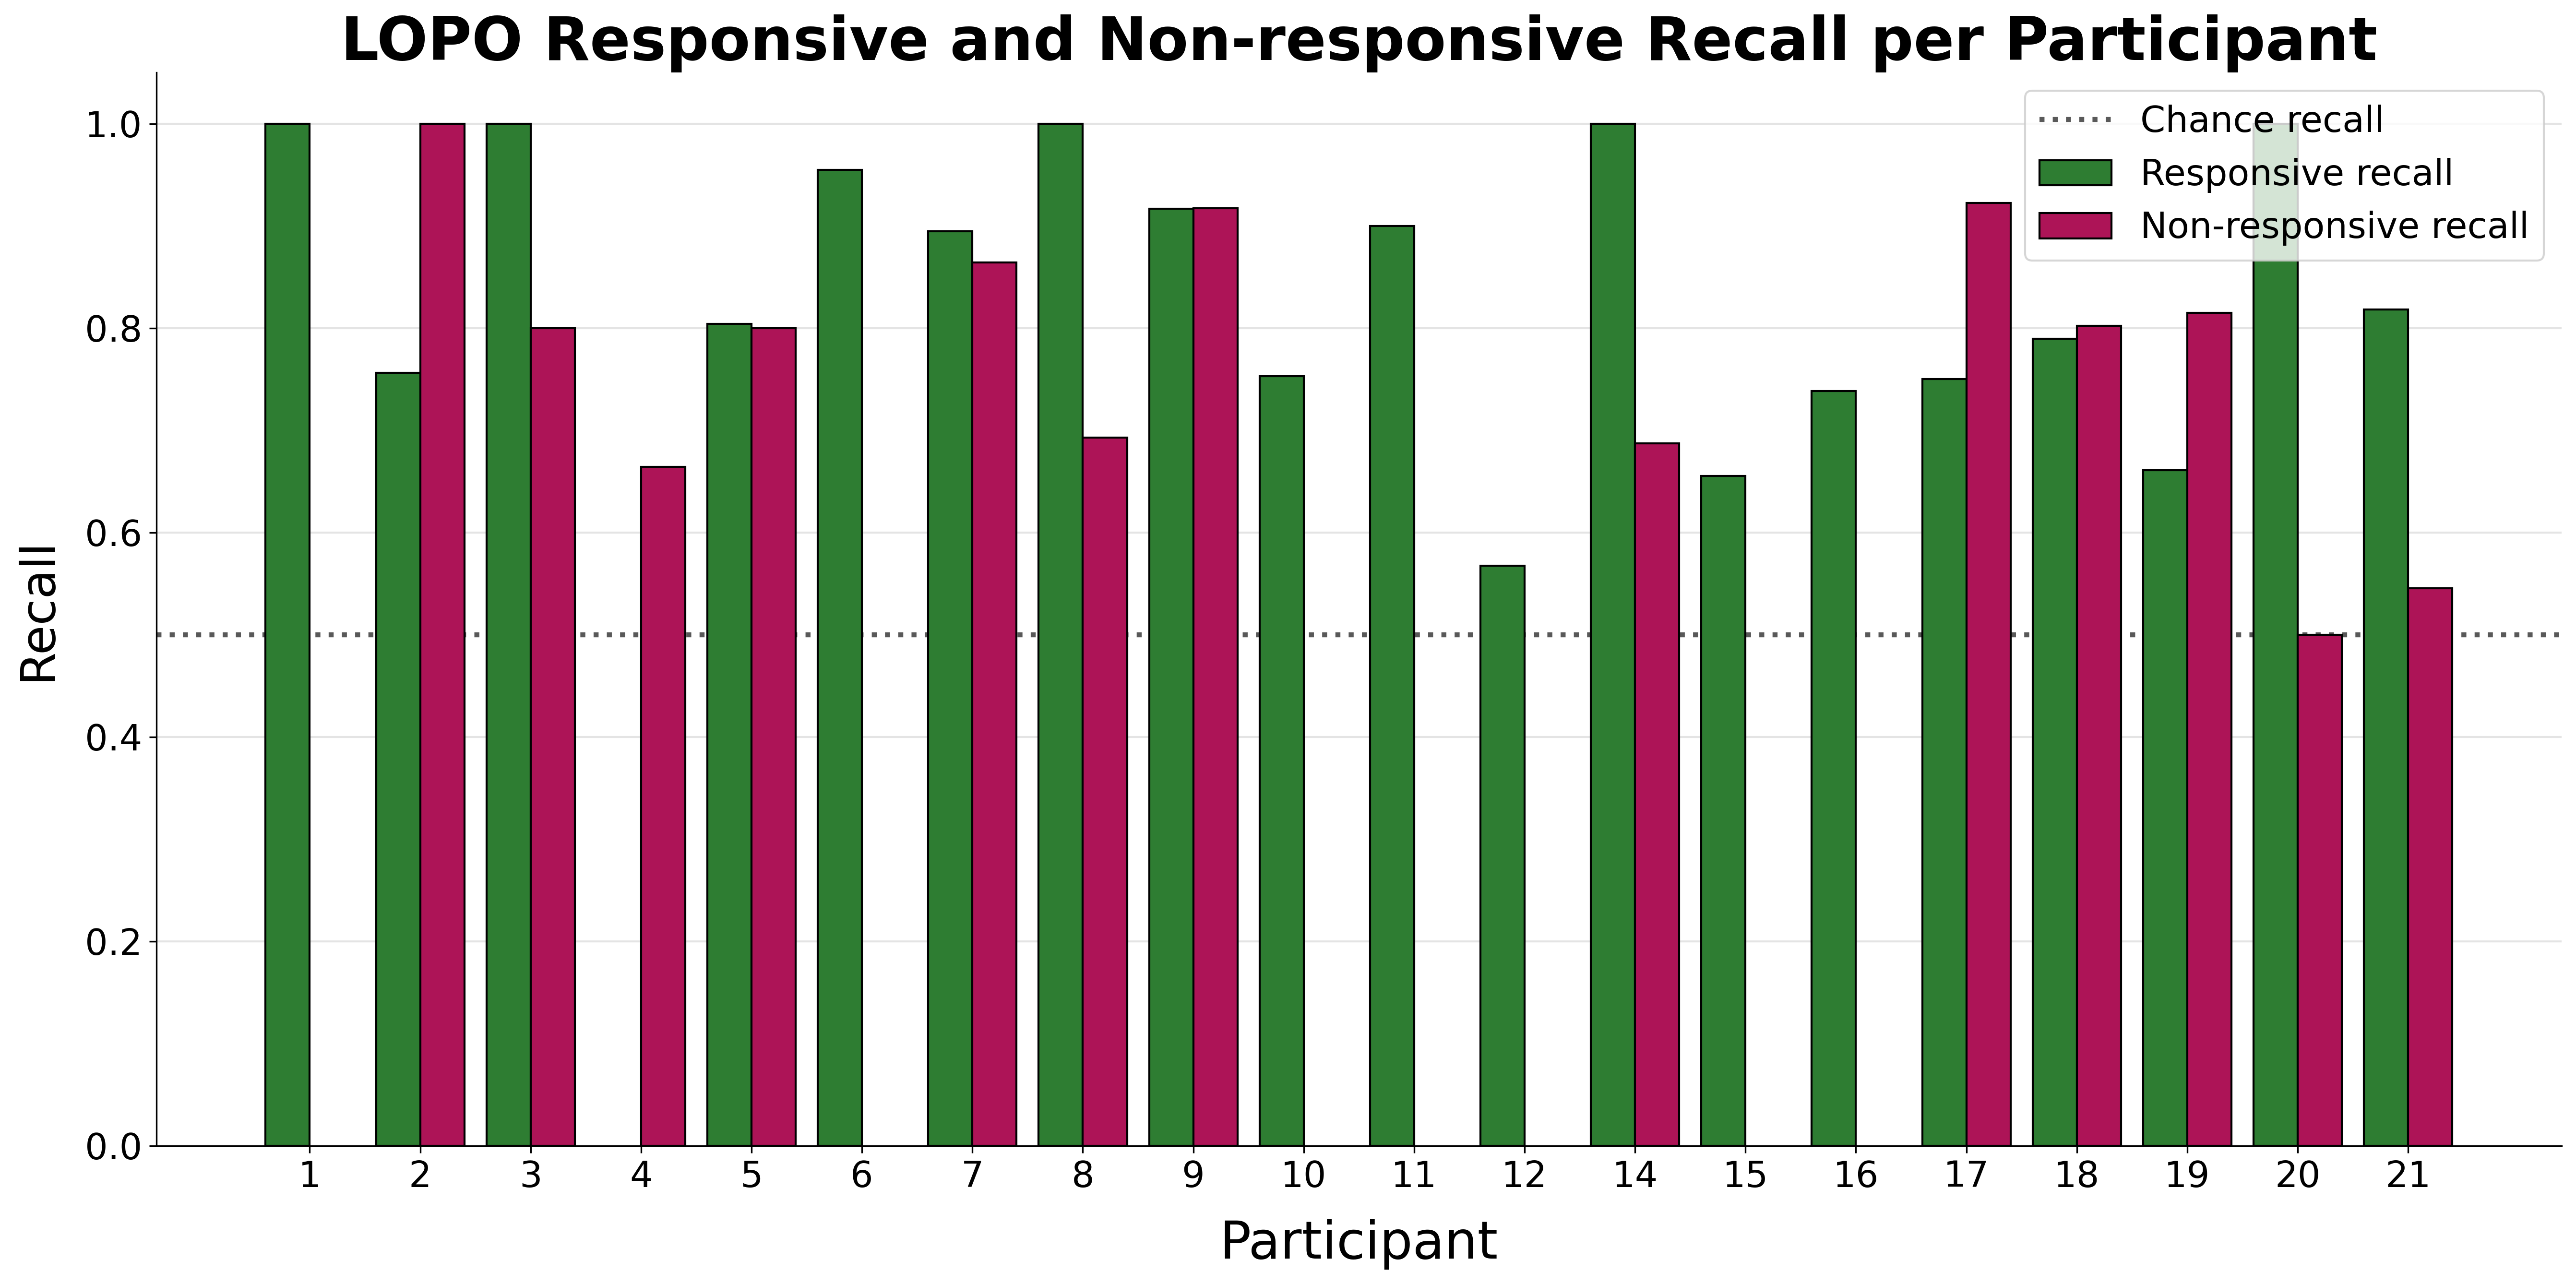 LOPO Responsive and Non-responsive Recall per Participant
Chance recall
Responsive recall
Non-responsive recall
1.0
0.8
0.6
0.4
0.2
0.0
Recall
1 2 3 4 5 6 7 8 9 10 11 12 14 15 16 17 18 19 20 21
Participant